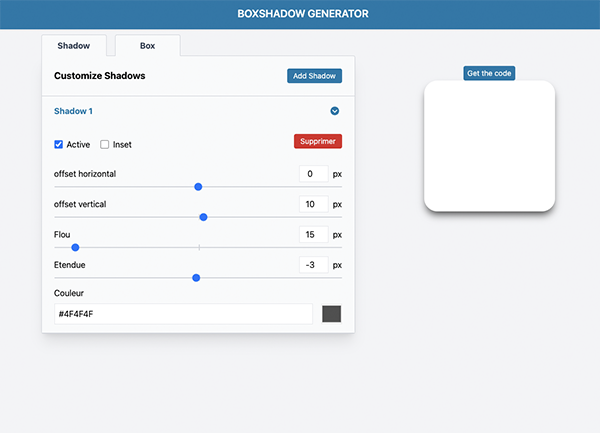 BOXSHADOW GENERATOR
Shadow
Box
Customize Shadows
Add Shadow
Shadow 1
Active
Inset
Supprimer
offset horizontal
0 px
offset vertical
10 px
Flou
15 px
Etendue
-3 px
Couleur
#4F4F4F
Get the code